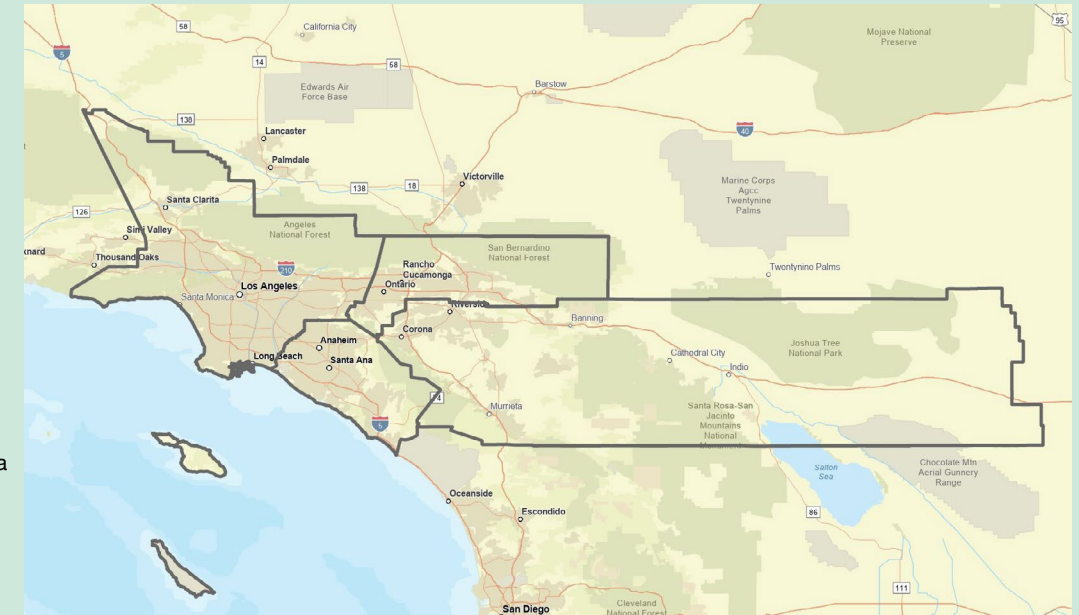 58
California City
95
5
14
58
Mojave National
Preserve
Edwards Air
Force Base
Barstow
138
40
Lancaster
Palmdale
Victorville
138
18
Marine Corps
Agcc
Twentynine
Palms
126
Santa Clarita
Angeles
National Forest
Simi Valley
San Bernardino
National Forest
nard
Thousand Oaks
210
Rancho
Cucamonga
Ontario
Twentynine Palms
Los Angeles
Santa Monica
Riverside
Banning
Corona
Anaheim
Joshua Tree
National Park
Long Beach
Santa Ana
Cathedral City
Indio
Murrieta
Santa Rosa-San
Jacinto
Mountains
National
Monument
5
a
Salton
Sea
Chocolate Mtn
Aerial Gunnery
Range
Oceanside
Escondido
86
111
San Diego
Cleveland
National Forest